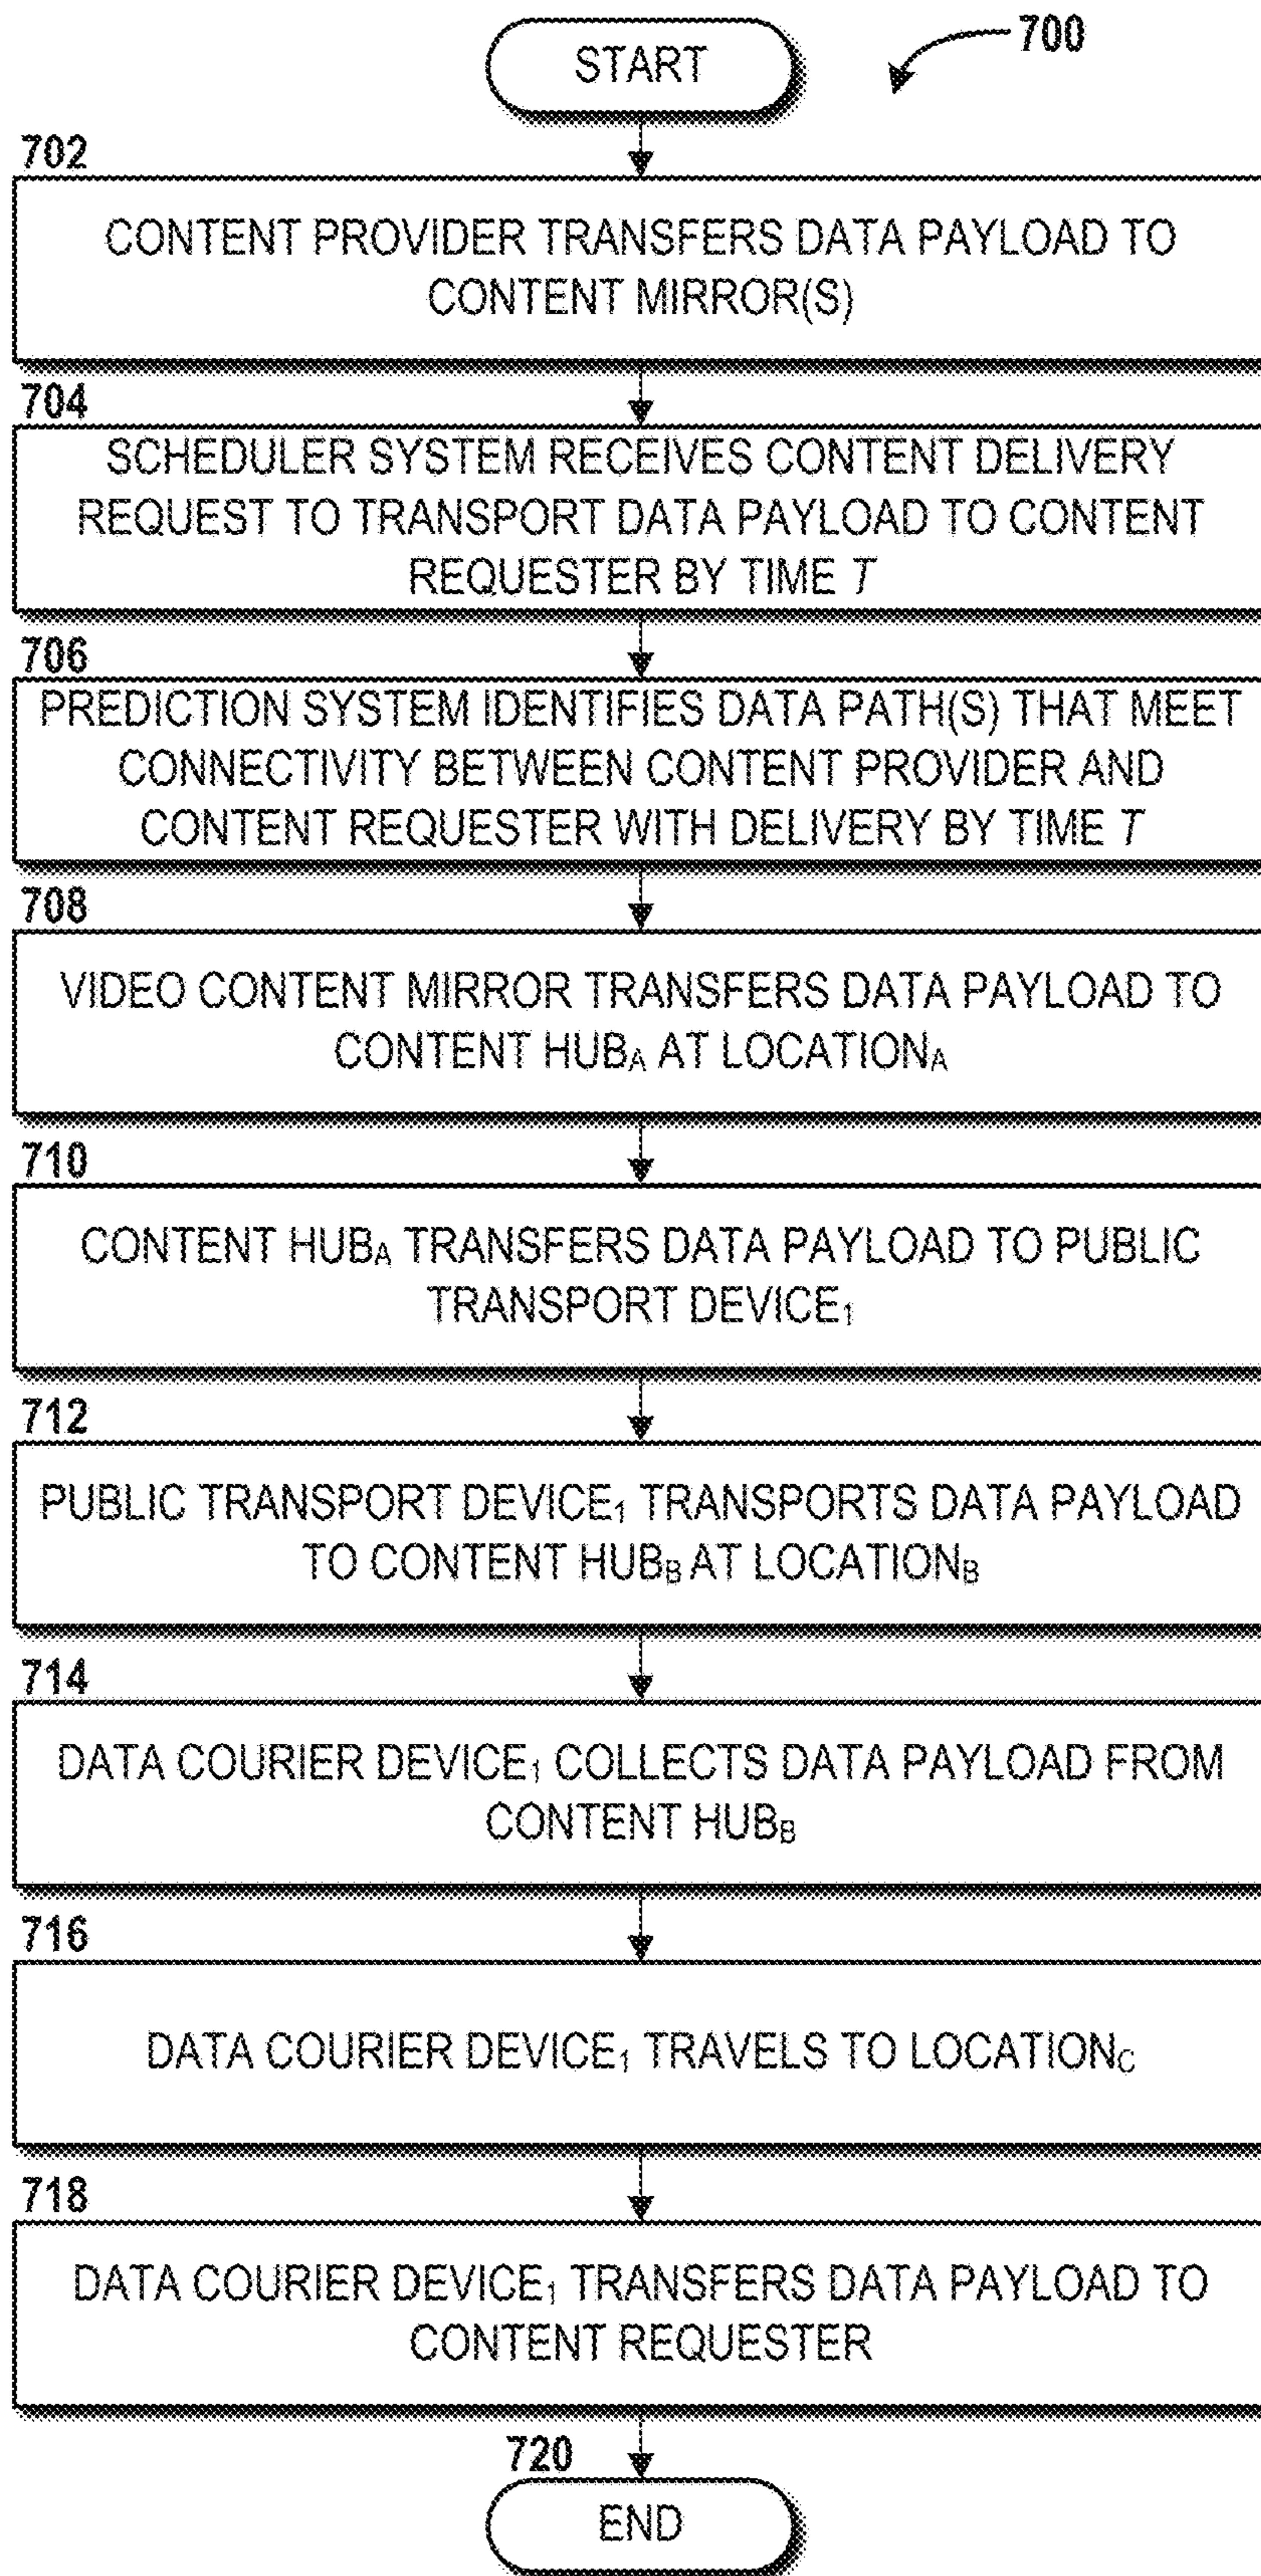 START
700
702
CONTENT PROVIDER TRANSFERS DATA PAYLOAD TO
CONTENT MIRROR(S)
704
SCHEDULER SYSTEM RECEIVES CONTENT DELIVERY
REQUEST TO TRANSPORT DATA PAYLOAD TO CONTENT
REQUESTER BY TIME T
706
PREDICTION SYSTEM IDENTIFIES DATA PATH(S) THAT MEET
CONNECTIVITY BETWEEN CONTENT PROVIDER AND
CONTENT REQUESTER WITH DELIVERY BY TIME T
708
VIDEO CONTENT MIRROR TRANSFERS DATA PAYLOAD TO
CONTENT HUBA AT LOCATIONA
710
CONTENT HUBA TRANSFERS DATA PAYLOAD TO PUBLIC
TRANSPORT DEVICE1
712
PUBLIC TRANSPORT DEVICE1 TRANSPORTS DATA PAYLOAD
TO CONTENT HUBB AT LOCATIONB
714
DATA COURIER DEVICE1 COLLECTS DATA PAYLOAD FROM
CONTENT HUBB
716
DATA COURIER DEVICE1 TRAVELS TO LOCATIONC
718
DATA COURIER DEVICE1 TRANSFERS DATA PAYLOAD TO
CONTENT REQUESTER
720
END